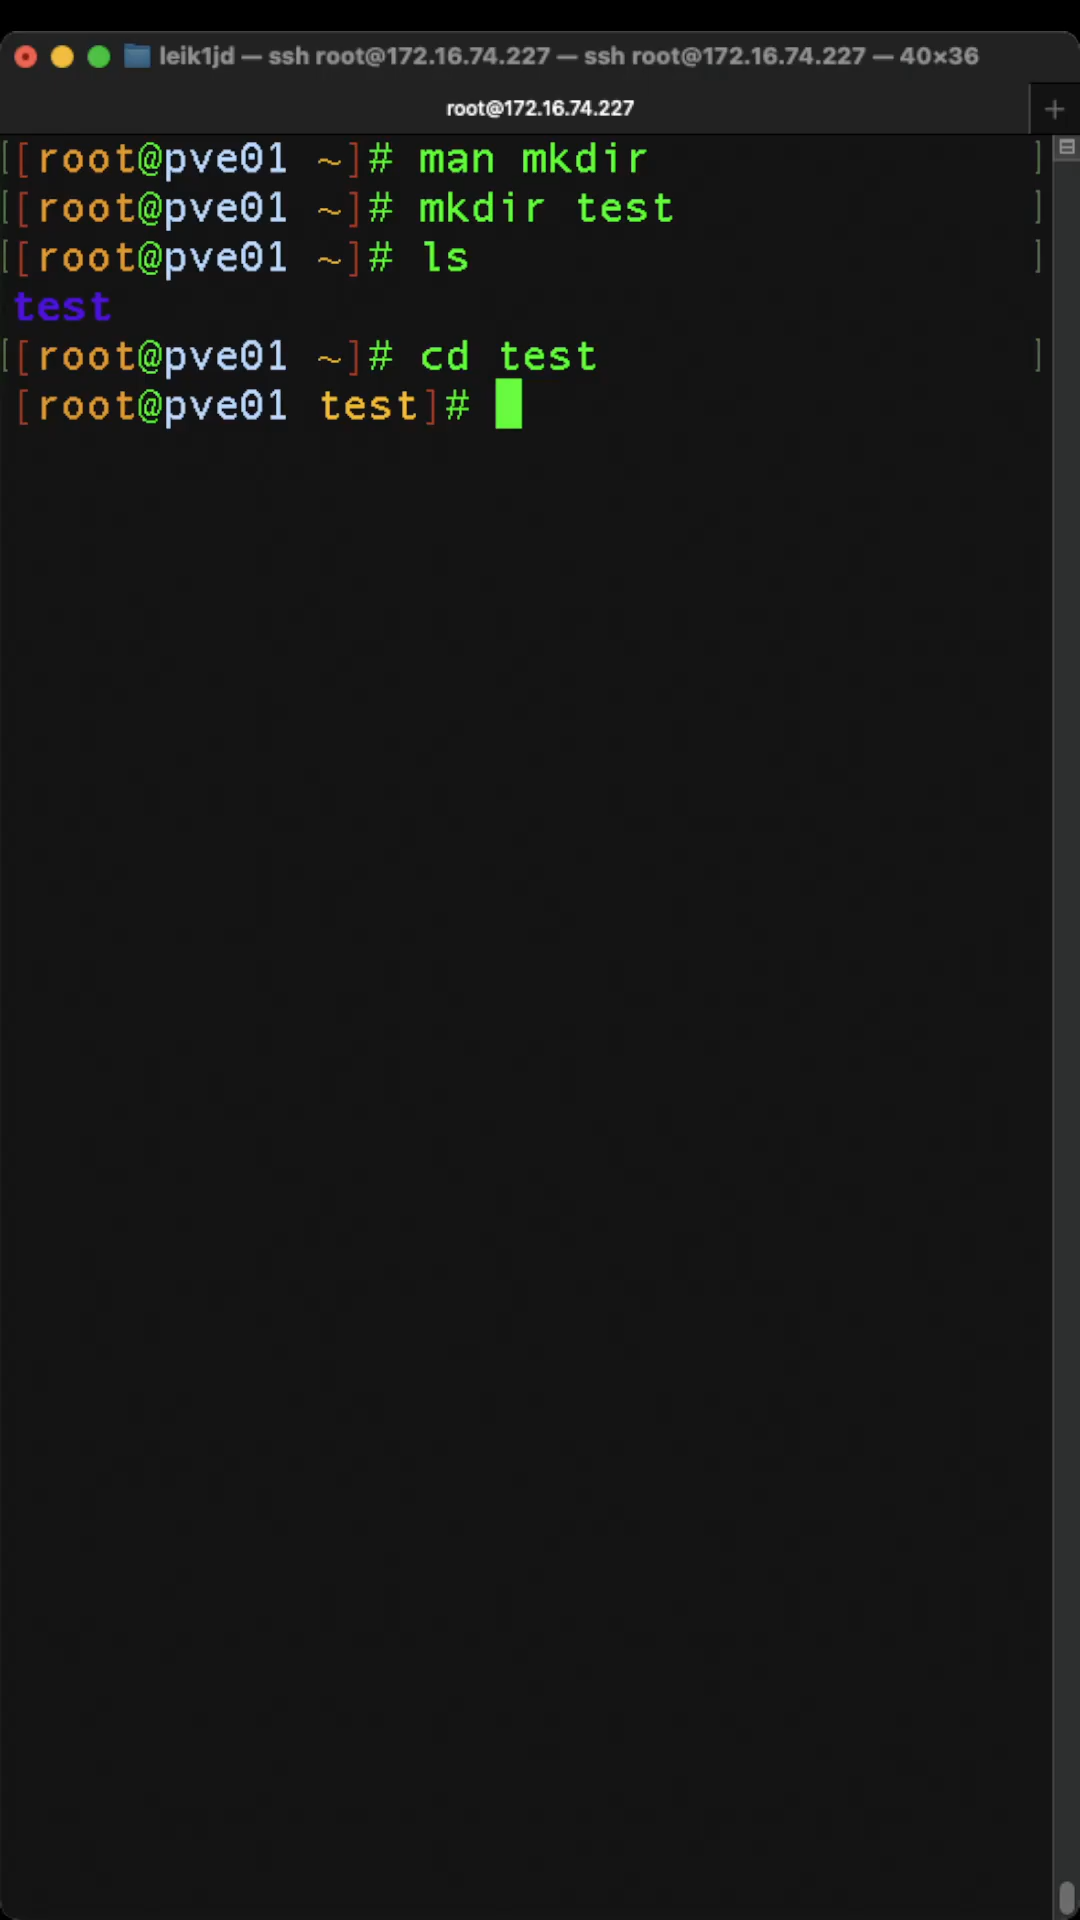 leik1jd — ssh root@172.16.74.227 — ssh root@172.16.74.227 — 40×36
root@172.16.74.227 +
[[root@pve01 ~]# man mkdir ]
[[root@pve01 ~]# mkdir test ]
[[root@pve01 ~]# ls ]
test
[[root@pve01 ~]# cd test ]
[root@pve01 test]#